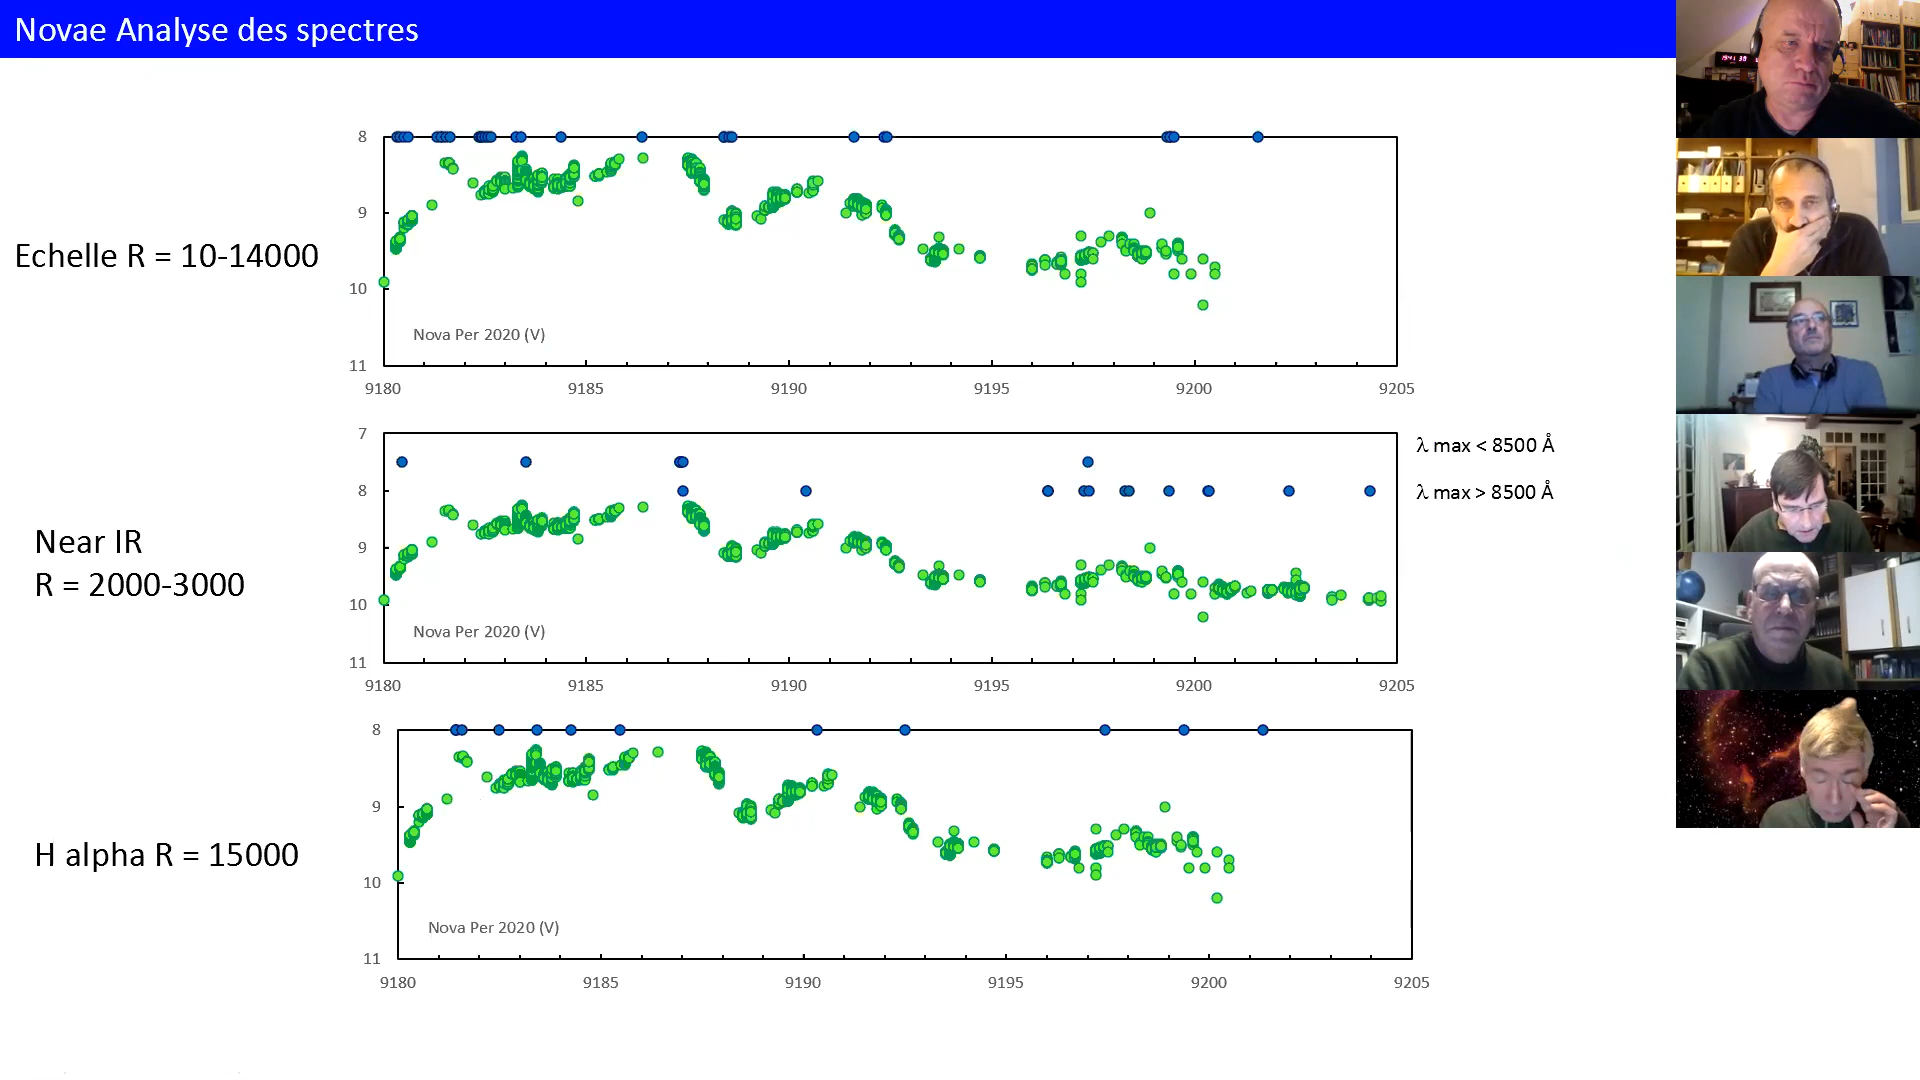 Novae Analyse des spectres
Echelle R = 10-14000
8
9
10
11
Nova Per 2020 (V)
9180 9185 9190 9195 9200 9205
Near IR
R = 2000-3000
7
8
9
10
11
λ max < 8500 Å
λ max > 8500 Å
Nova Per 2020 (V)
9180 9185 9190 9195 9200 9205
H alpha R = 15000
8
9
10
11
Nova Per 2020 (V)
9180 9185 9190 9195 9200 9205